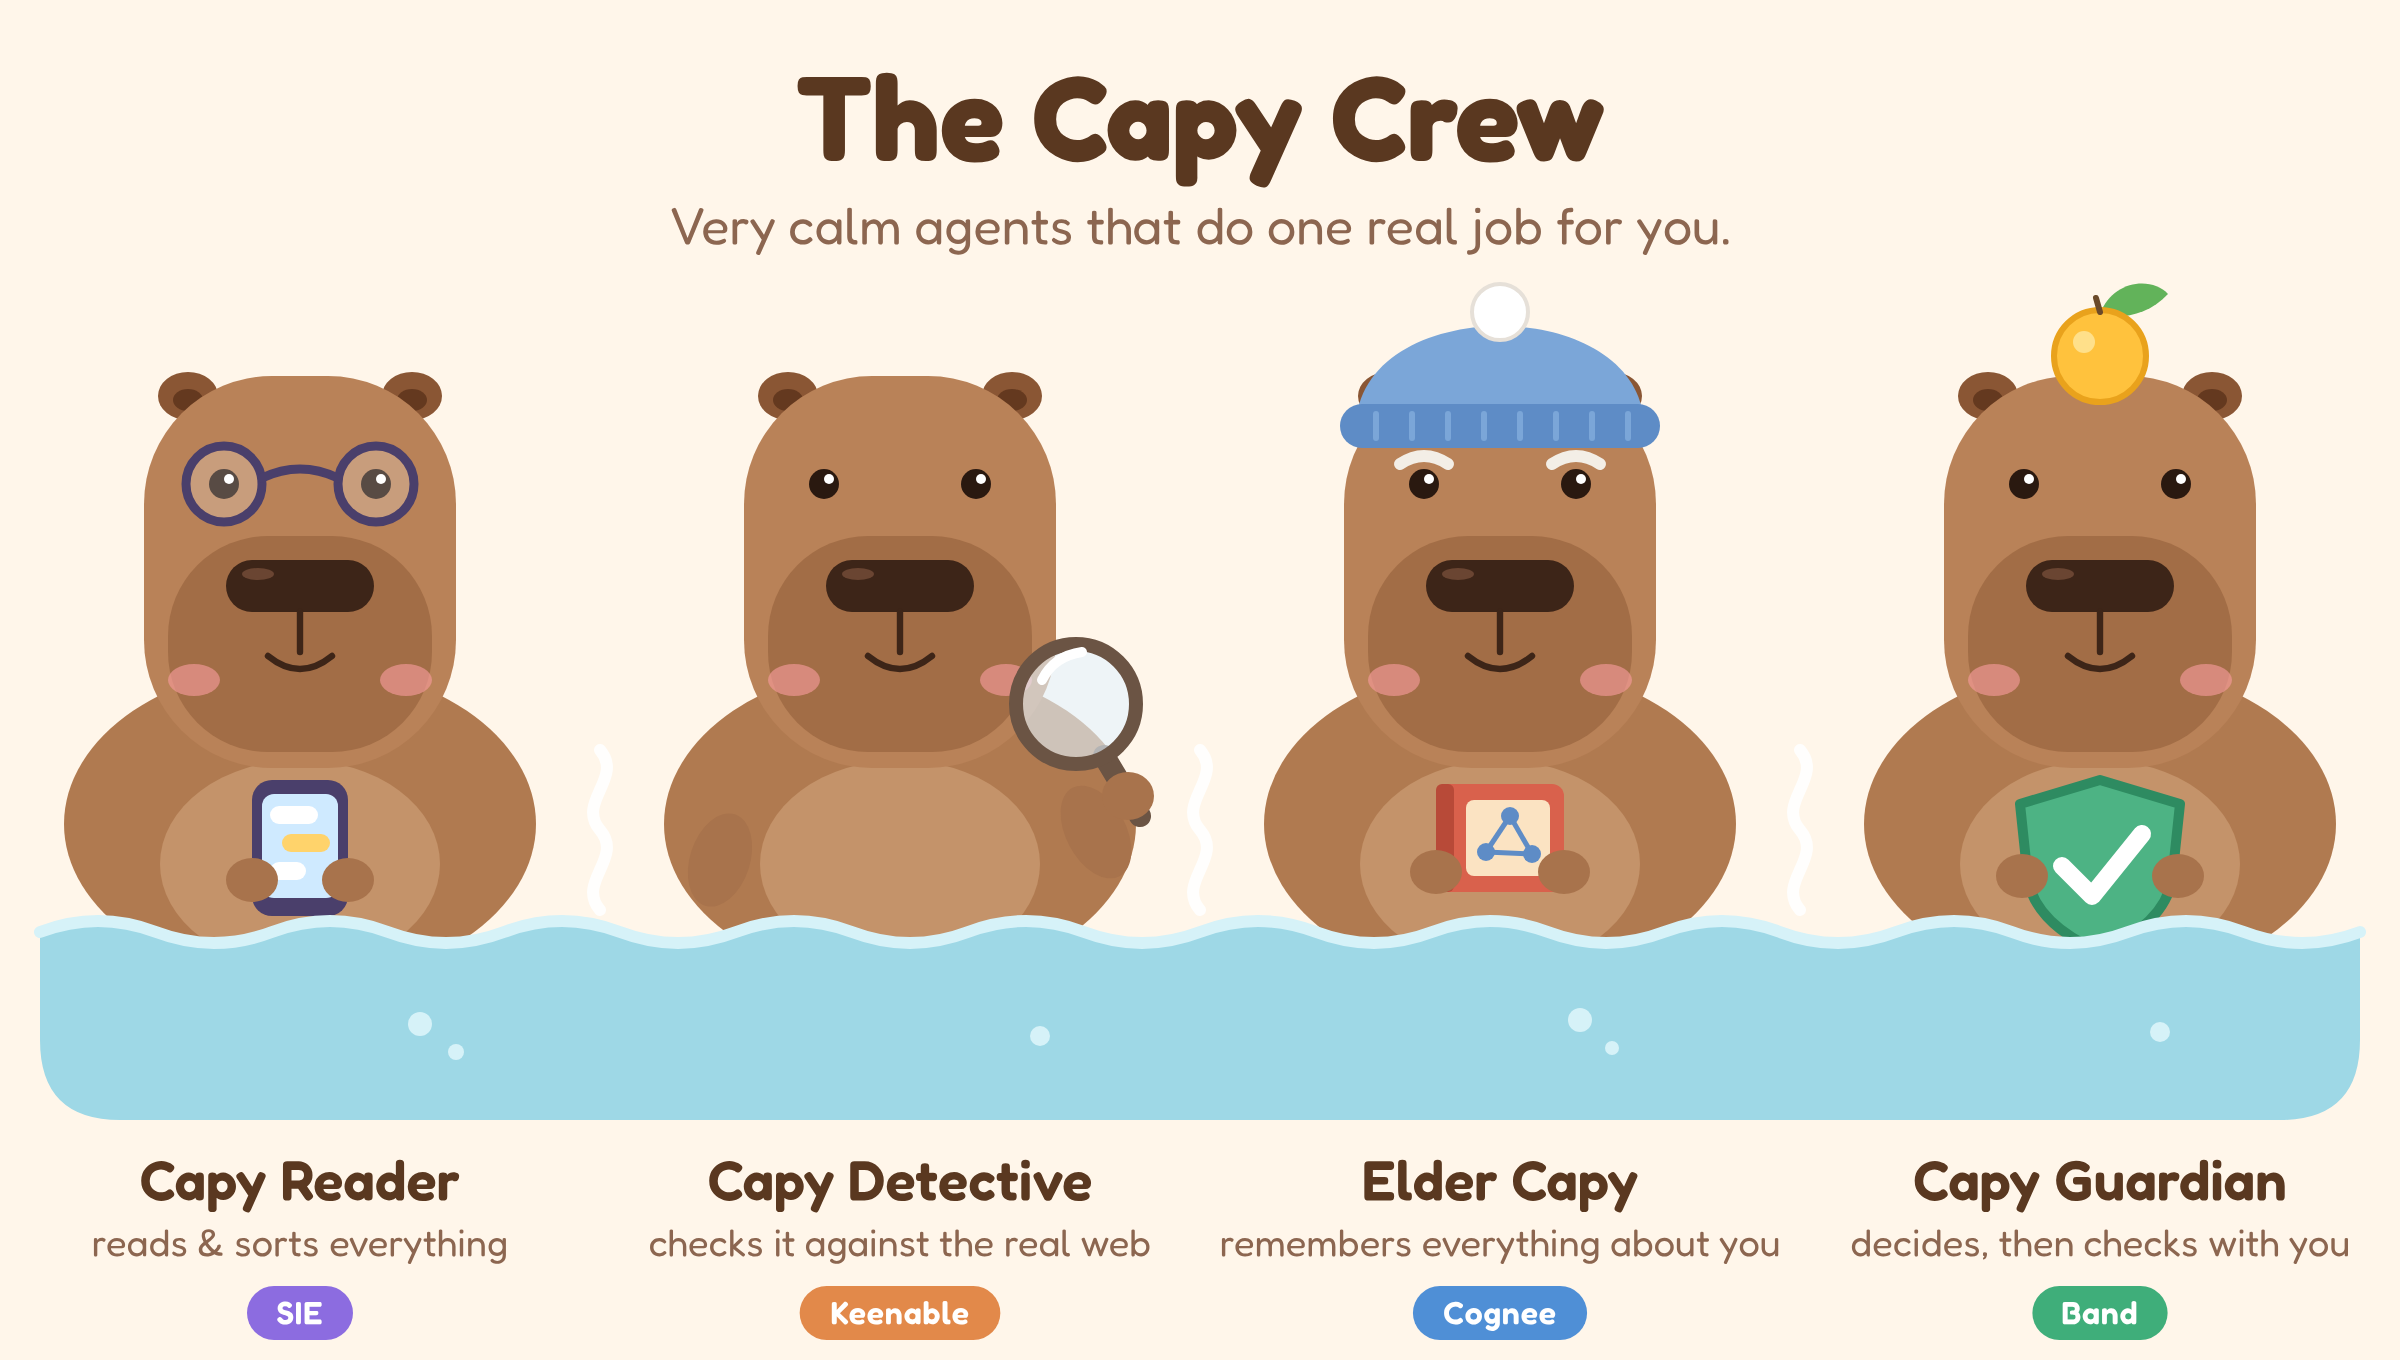 The Capy Crew
Very calm agents that do one real job for you.
Capy Reader
reads & sorts everything
SIE
Capy Detective
checks it against the real web
Keenable
Elder Capy
remembers everything about you
Cognee
Capy Guardian
decides, then checks with you
Band